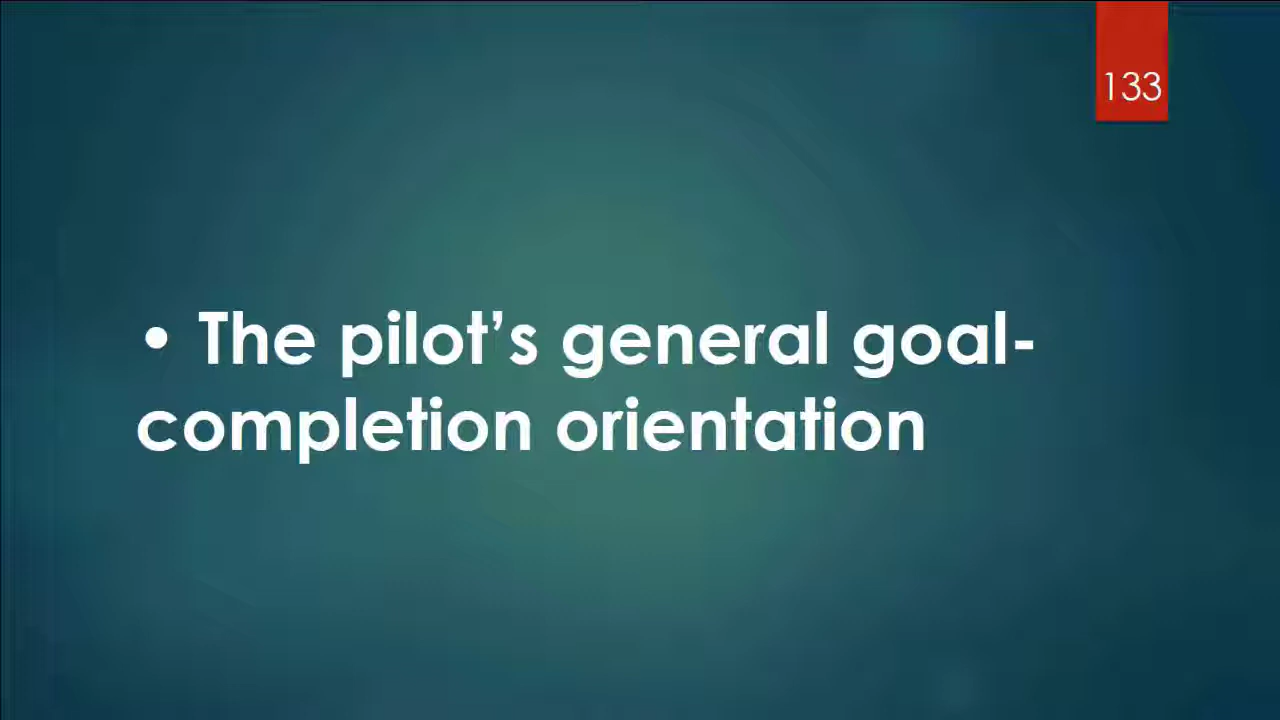 133
• The pilot’s general goal-
completion orientation